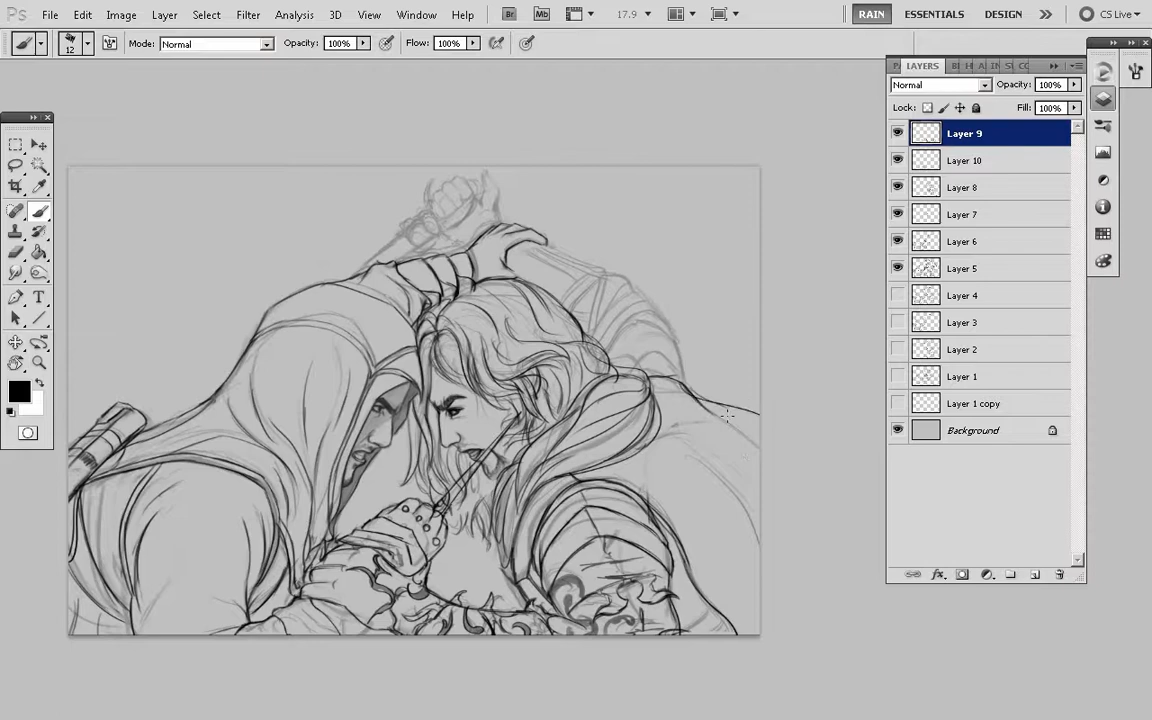 Ps File Edit Image Layer Select Filter Analysis 3D View Window Help Br Mb 17.9 RAIN ESSENTIALS DESIGN CS Live
12 Mode: Normal Opacity: 100% Flow: 100%
LAYERS
Normal Opacity: 100%
Lock: Fill: 100%
Layer 9
Layer 10
Layer 8
Layer 7
Layer 6
Layer 5
Layer 4
Layer 3
Layer 2
Layer 1
Layer 1 copy
Background